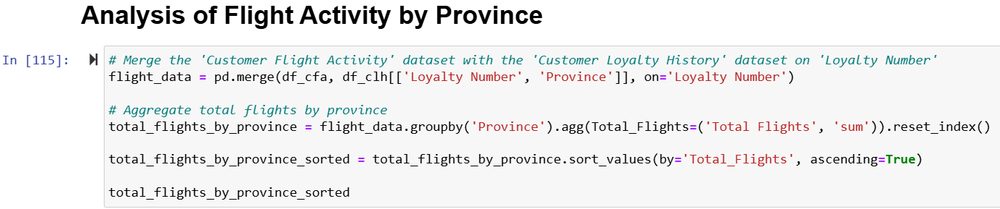 Analysis of Flight Activity by Province
In [115]:
# Merge the 'Customer Flight Activity' dataset with the 'Customer Loyalty History' dataset on 'Loyalty Number'
flight_data = pd.merge(df_cfa, df_clh[['Loyalty Number', 'Province']], on='Loyalty Number')
# Aggregate total flights by province
total_flights_by_province = flight_data.groupby('Province').agg(Total_Flights=('Total Flights', 'sum')).reset_index()
total_flights_by_province_sorted = total_flights_by_province.sort_values(by='Total_Flights', ascending=True)
total_flights_by_province_sorted